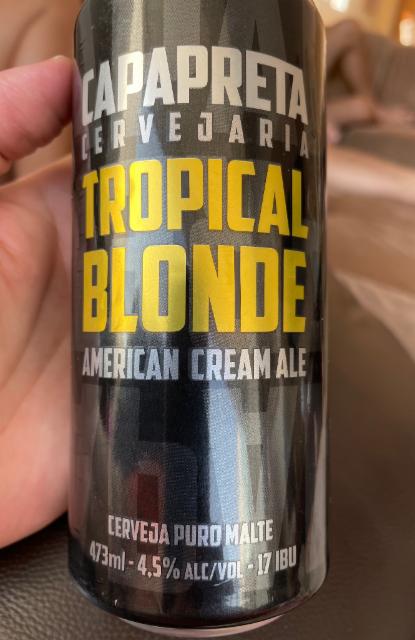 CAPAPRETA
CERVEJARIA
TROPICAL
BLONDE
AMERICAN CREAM ALE
CERVEJA PURO MALTE
473ml - 4,5% ALC/VOL - 17 IBU